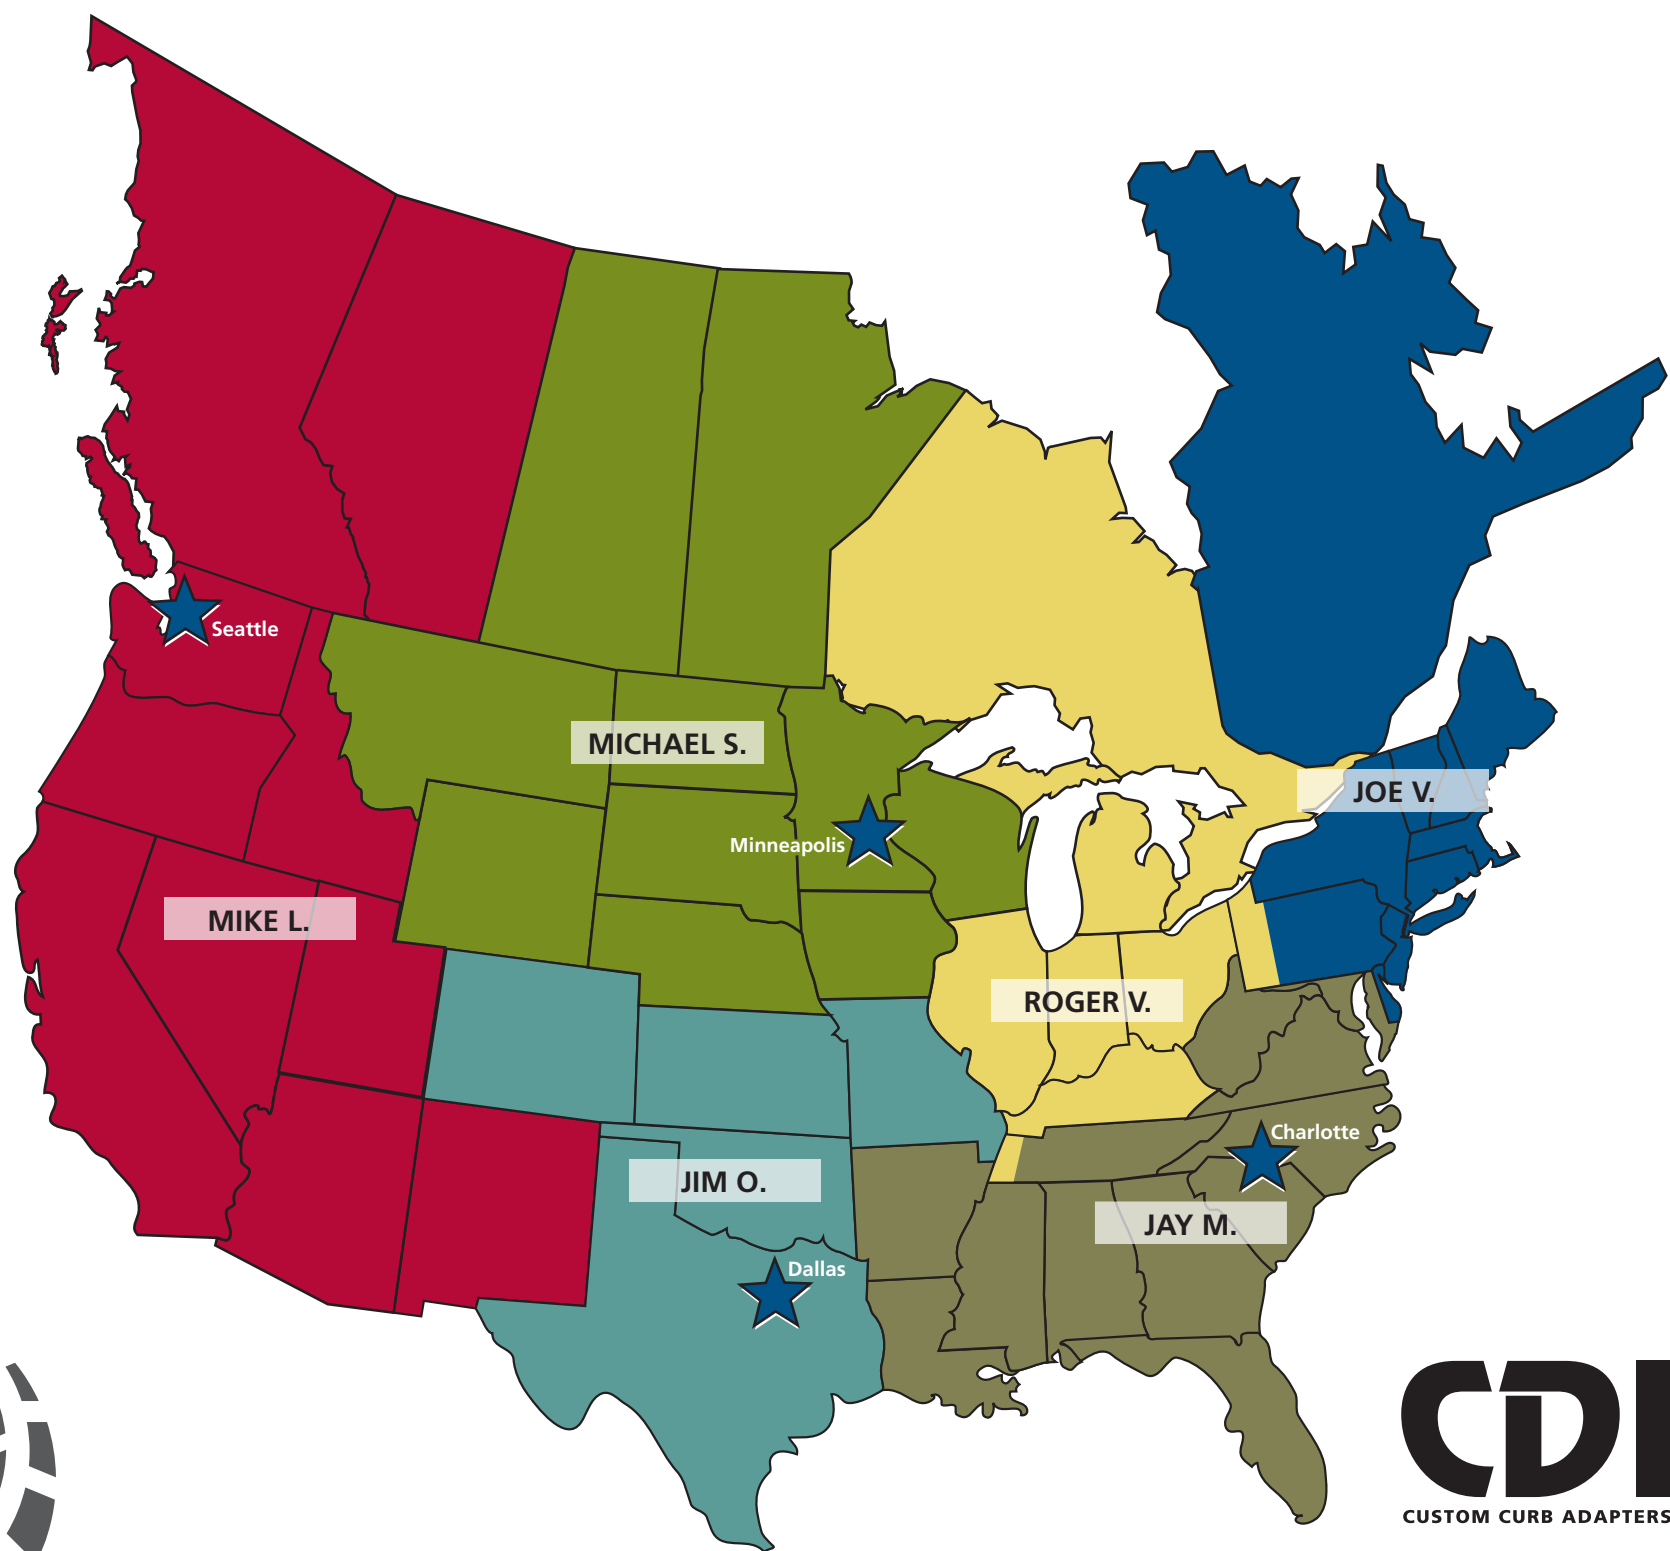 Seattle
MICHAEL S.
JOE V.
Minneapolis
MIKE L.
ROGER V.
Charlotte
JIM O.
JAY M.
Dallas
CDI
CUSTOM CURB ADAPTERS